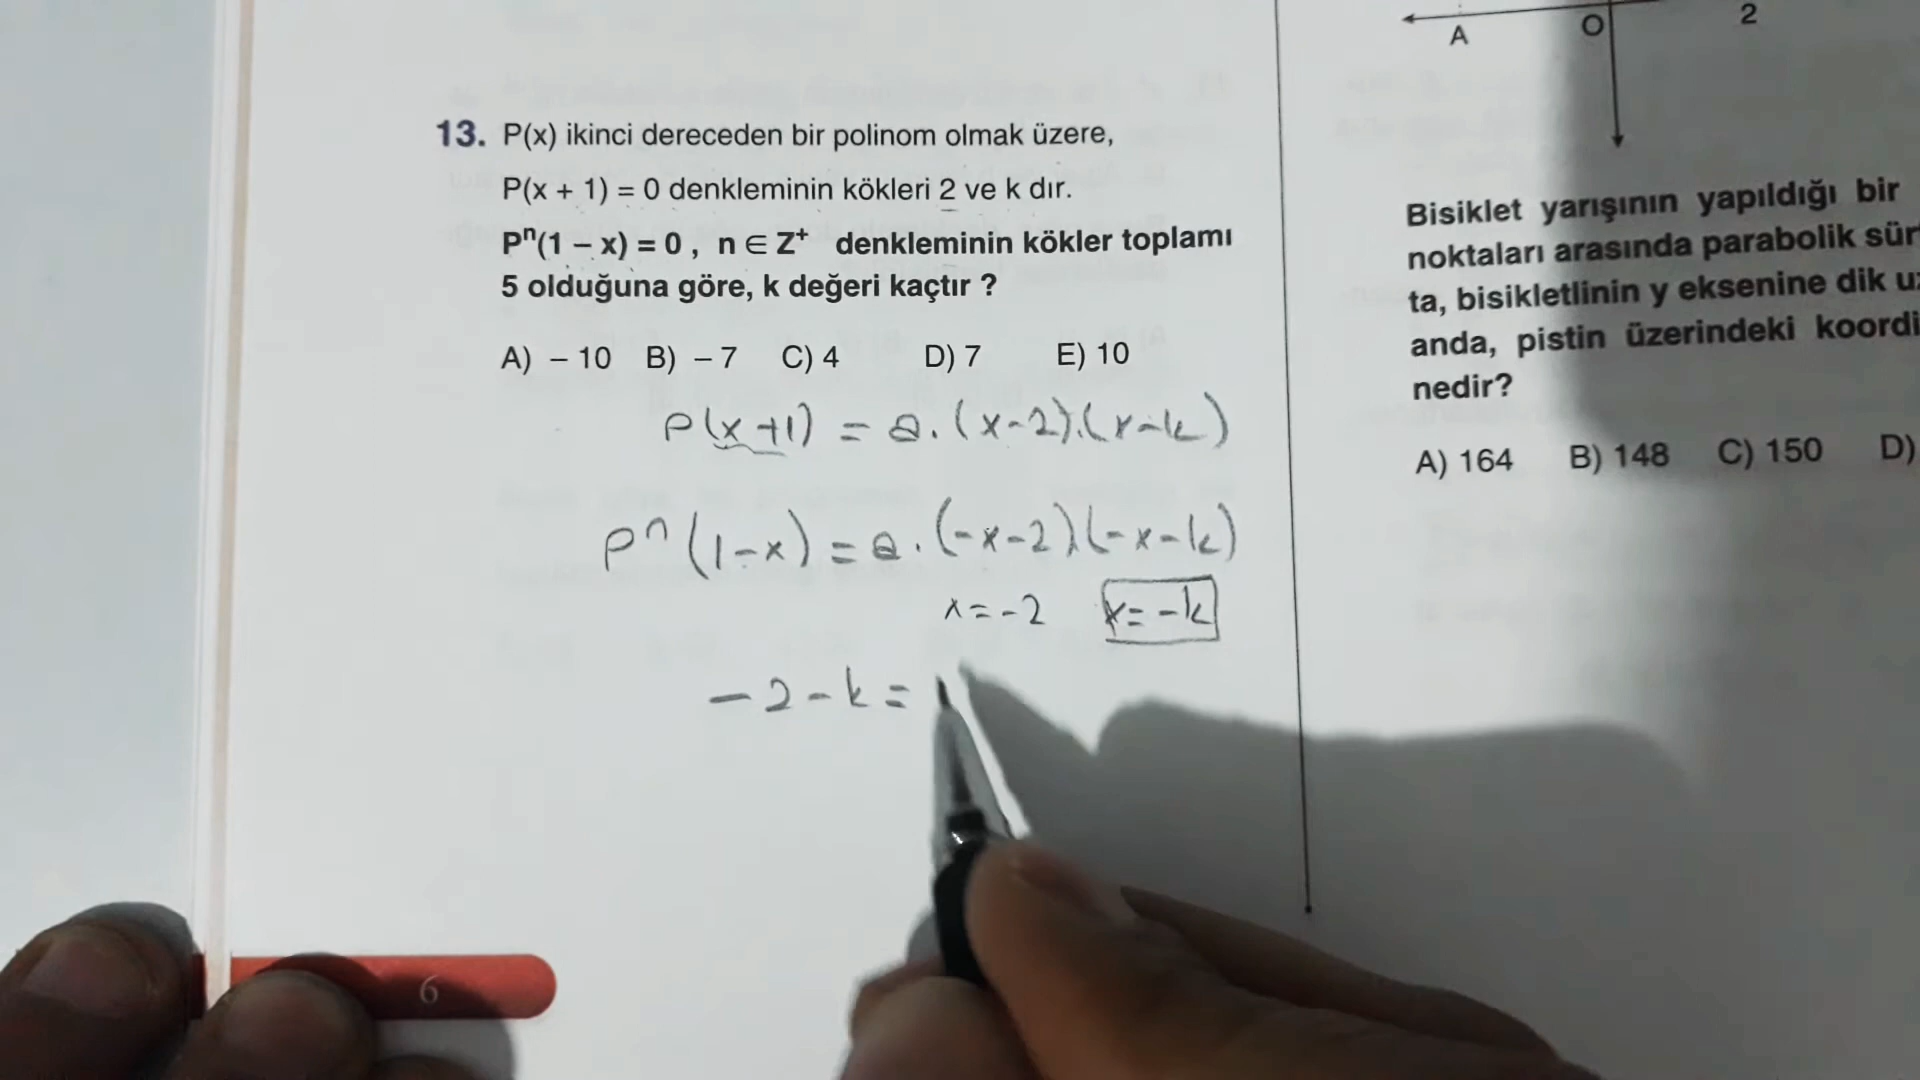 13. P(x) ikinci dereceden bir polinom olmak üzere,
P(x + 1) = 0 denkleminin kökleri 2 ve k dır.
Pⁿ(1 – x) = 0 , n ∈ Z⁺ denkleminin kökler toplamı
5 olduğuna göre, k değeri kaçtır ?
A) – 10 B) – 7 C) 4 D) 7 E) 10
P(x+1) = a.(x-2).(x-k)
Pⁿ(1-x) = a.(-x-2).(-x-k)
x=-2 x=-k
-2-k=
6
A O 2
Bisiklet yarışının yapıldığı bir
noktaları arasında parabolik sür
ta, bisikletlinin y eksenine dik u
anda, pistin üzerindeki koordi
nedir?
A) 164 B) 148 C) 150 D)